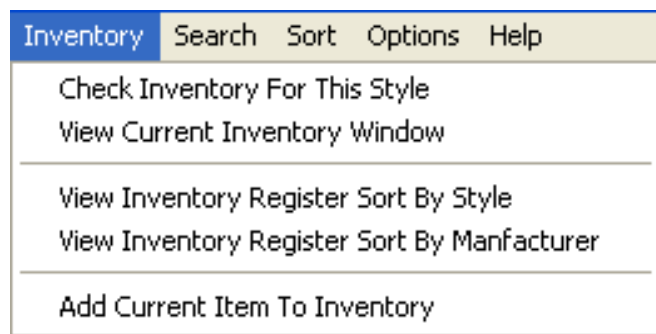 Inventory Search Sort Options Help
Check Inventory For This Style
View Current Inventory Window
View Inventory Register Sort By Style
View Inventory Register Sort By Manfacturer
Add Current Item To Inventory